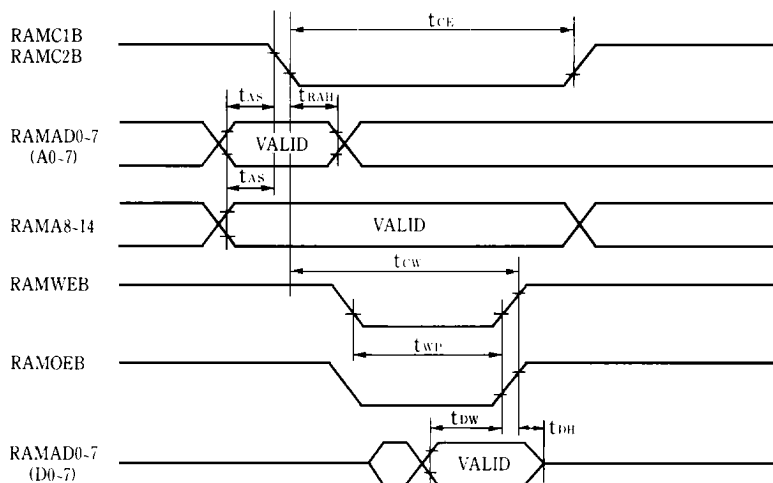 tCE
RAMC1B
RAMC2B
tAS
tRAH
RAMAD0-7
(A0-7)
VALID
tAS
RAMA8-14
VALID
tCW
RAMWEB
tWP
RAMOEB
tDW
tDH
RAMAD0-7
(D0-7)
VALID